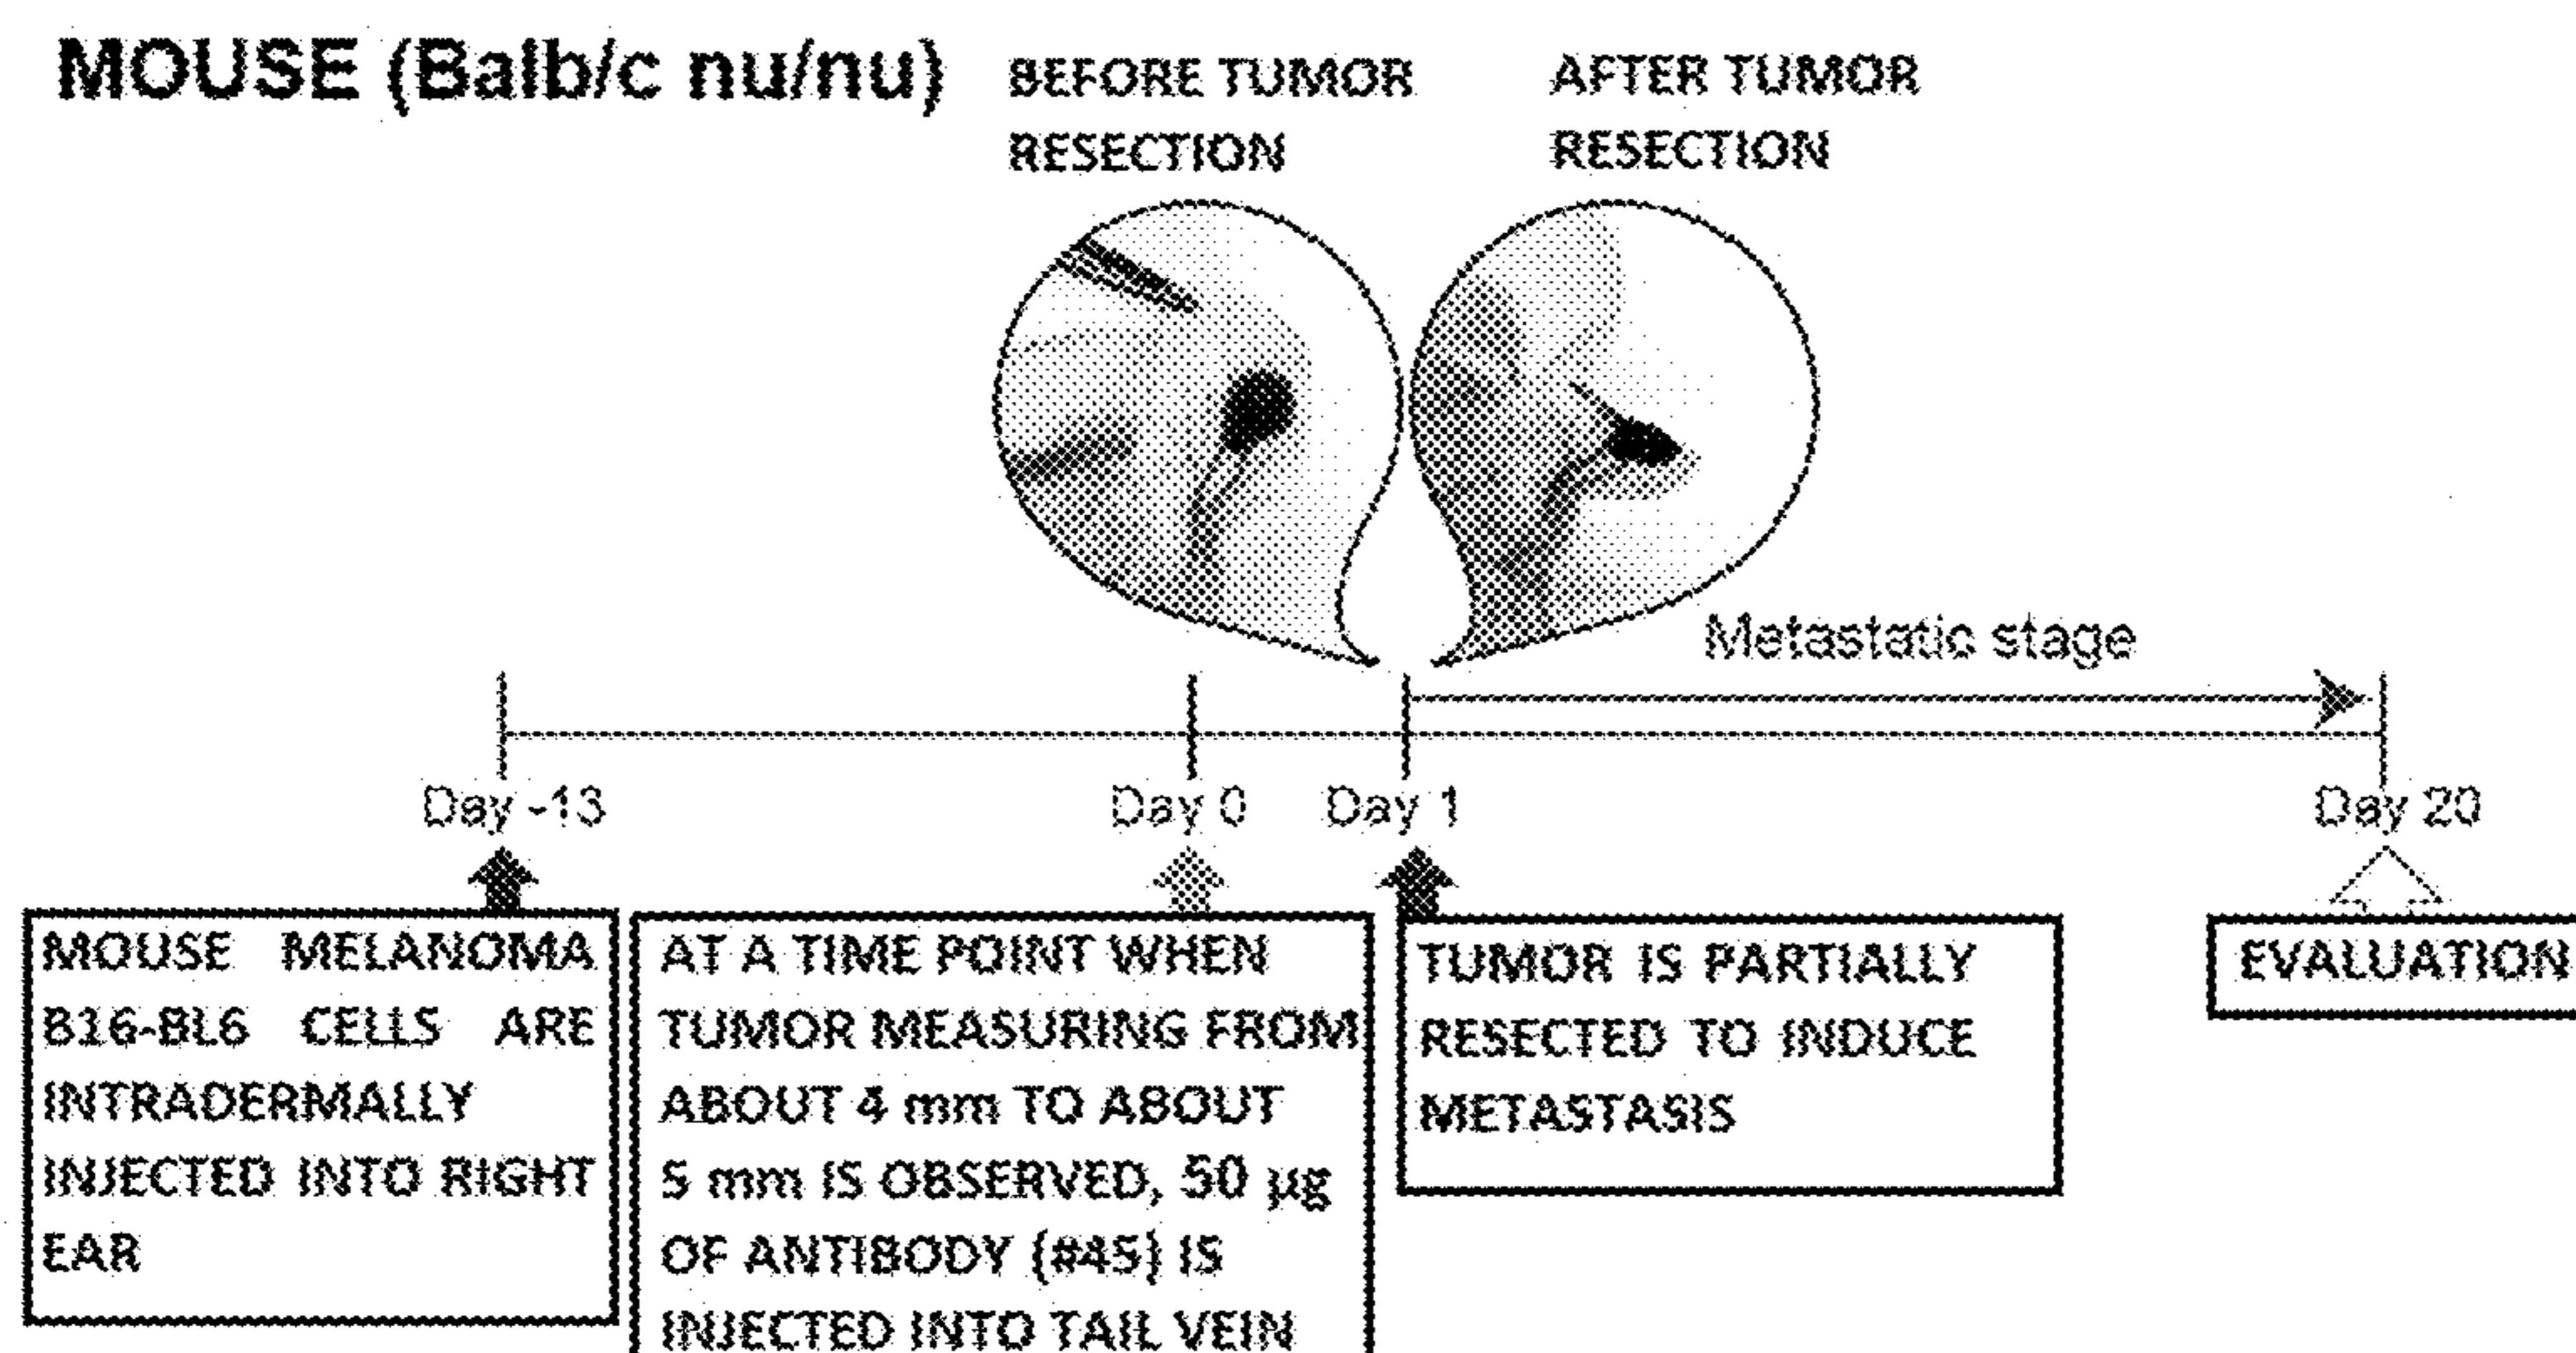 MOUSE (Balb/c nu/nu)
BEFORE TUMOR
RESECTION
AFTER TUMOR
RESECTION
Metastatic stage
Day -13
Day 0
Day 1
Day 20
MOUSE MELANOMA
B16-BL6 CELLS ARE
INTRADERMALLY
INJECTED INTO RIGHT
EAR
AT A TIME POINT WHEN
TUMOR MEASURING FROM
ABOUT 4 mm TO ABOUT
5 mm IS OBSERVED, 50 μg
OF ANTIBODY (#45) IS
INJECTED INTO TAIL VEIN
TUMOR IS PARTIALLY
RESECTED TO INDUCE
METASTASIS
EVALUATION